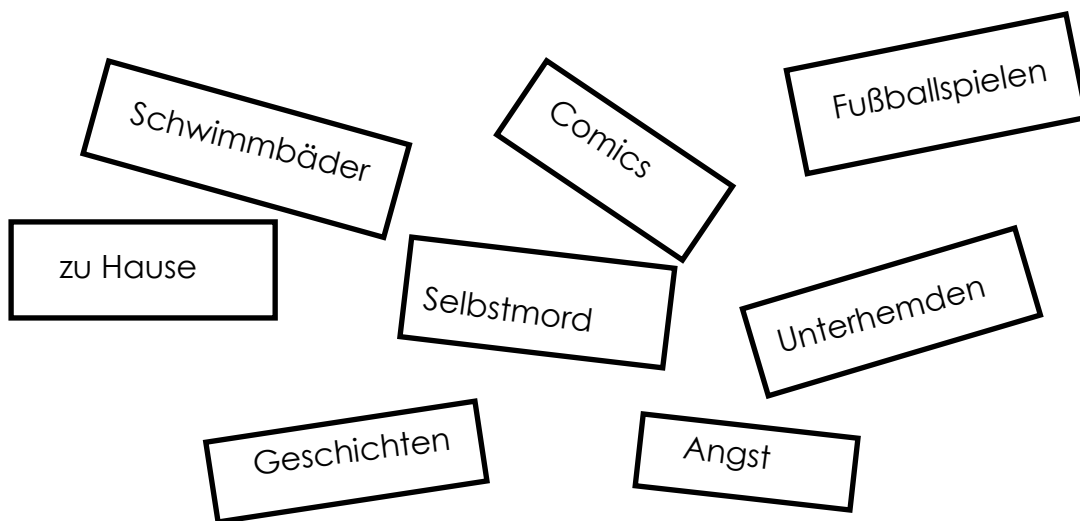 Schwimmbäder
Comics
Fußballspielen
zu Hause
Selbstmord
Unterhemden
Geschichten
Angst